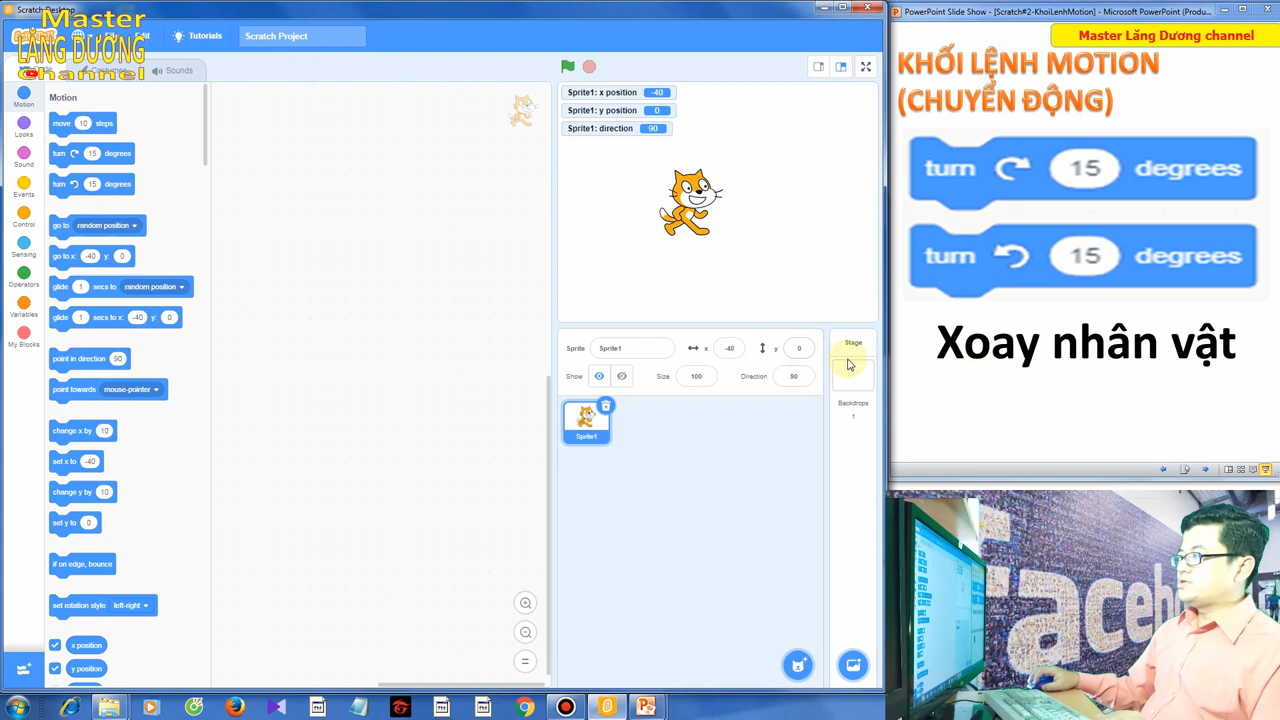 Scratch Desktop
Master
LĂNG DƯƠNG
Channel
Tutorials
Scratch Project
Sounds
Motion
Looks
Sound
Events
Control
Sensing
Operators
Variables
My Blocks
Motion
move 10 steps
turn 15 degrees
turn 15 degrees
go to random position
go to x: -40 y: 0
glide 1 secs to random position
glide 1 secs to x: -40 y: 0
point in direction 90
point towards mouse-pointer
change x by 10
set x to -40
change y by 10
set y to 0
if on edge, bounce
set rotation style left-right
x position
y position
Sprite1: x position -40
Sprite1: y position 0
Sprite1: direction 90
Sprite Sprite1 x -40 y 0
Show Size 100 Direction 90
Sprite1
Stage
Backdrops
1
PowerPoint Slide Show - [Scratch#2-KhoiLenhMotion] - Microsoft PowerPoint (Produ...
Master Lăng Dương channel
KHỐI LỆNH MOTION
(CHUYỂN ĐỘNG)
turn 15 degrees
turn 15 degrees
Xoay nhân vật